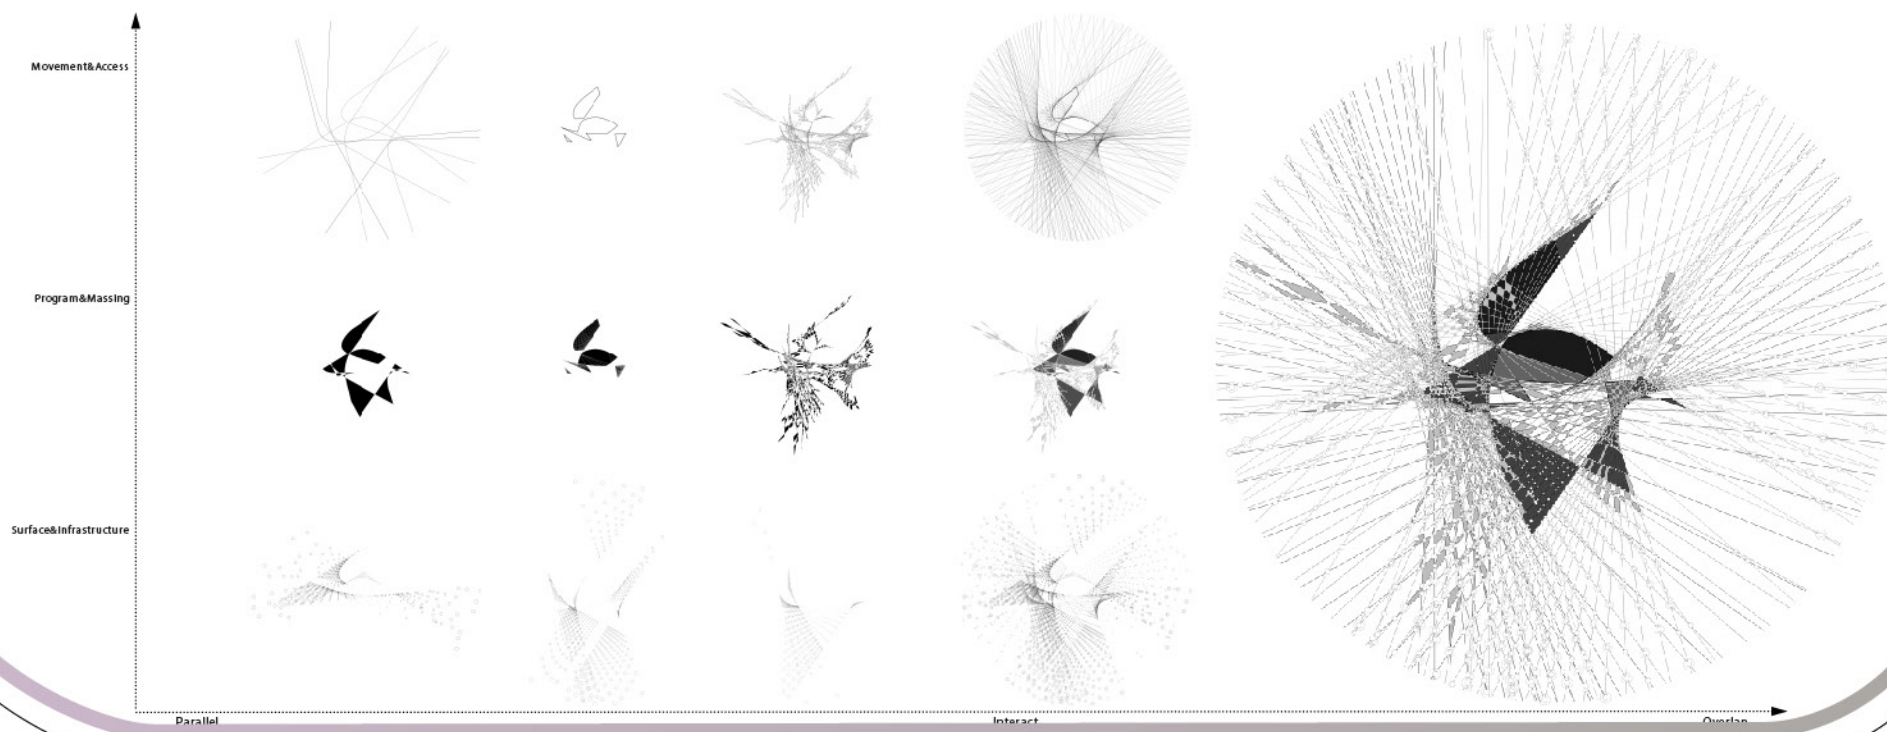 Movement&Access
Program&Massing
Surface&Infrastructure
Parallel
Interact
Overlap